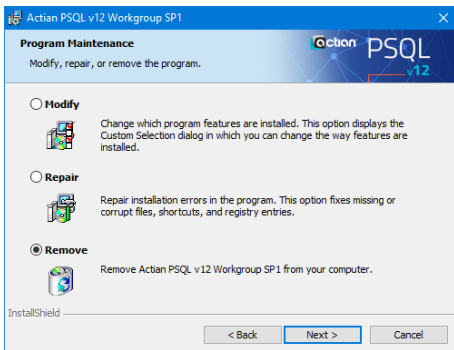 Actian PSQL v12 Workgroup SP1
Program Maintenance
Modify, repair, or remove the program.
actian PSQL
v12
Modify
Change which program features are installed. This option displays the
Custom Selection dialog in which you can change the way features are
installed.
Repair
Repair installation errors in the program. This option fixes missing or
corrupt files, shortcuts, and registry entries.
Remove
Remove Actian PSQL v12 Workgroup SP1 from your computer.
InstallShield
< Back Next > Cancel